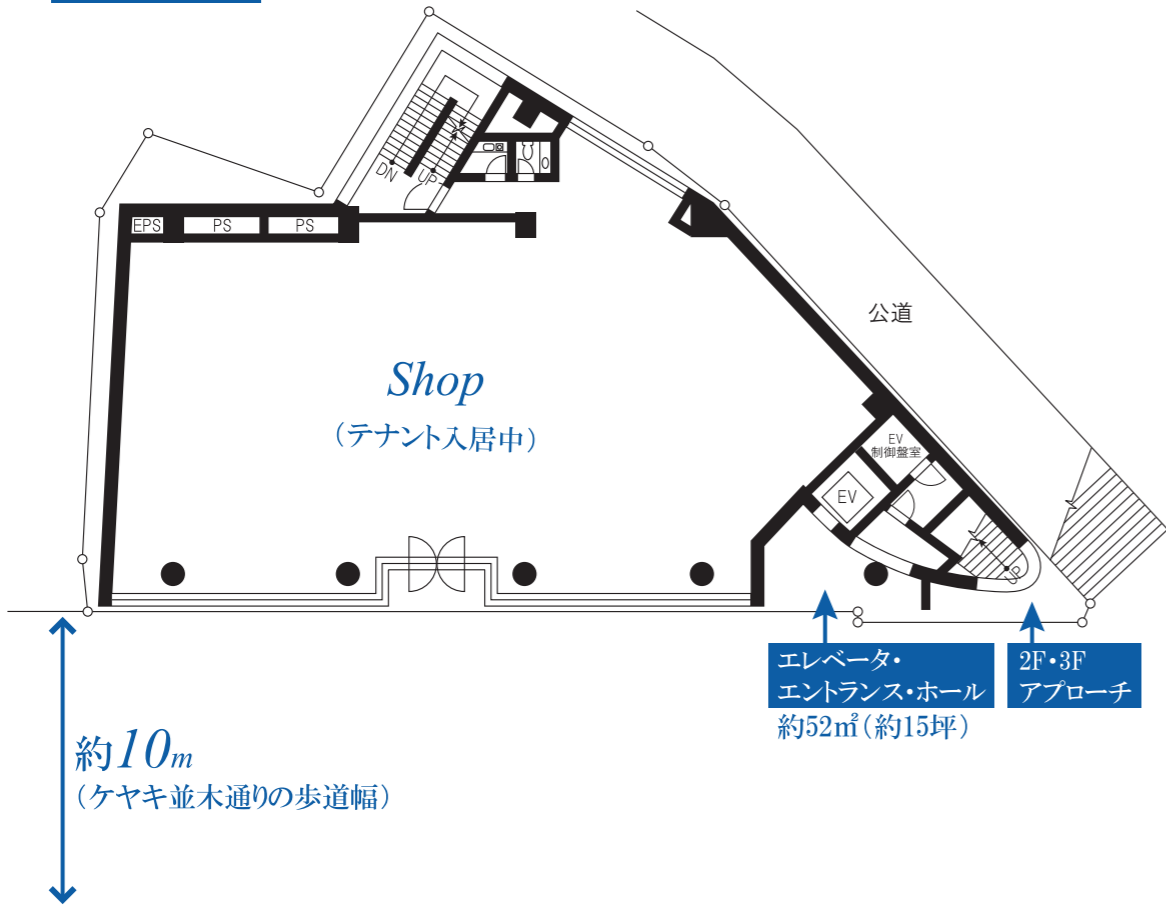 DN
UP
EPS
PS
PS
公道
Shop
（テナント入居中）
EV
制御盤室
EV
UP
エレベータ・
エントランス・ホール
約52㎡（約15坪）
2F・3F
アプローチ
約10m
（ケヤキ並木通りの歩道幅）